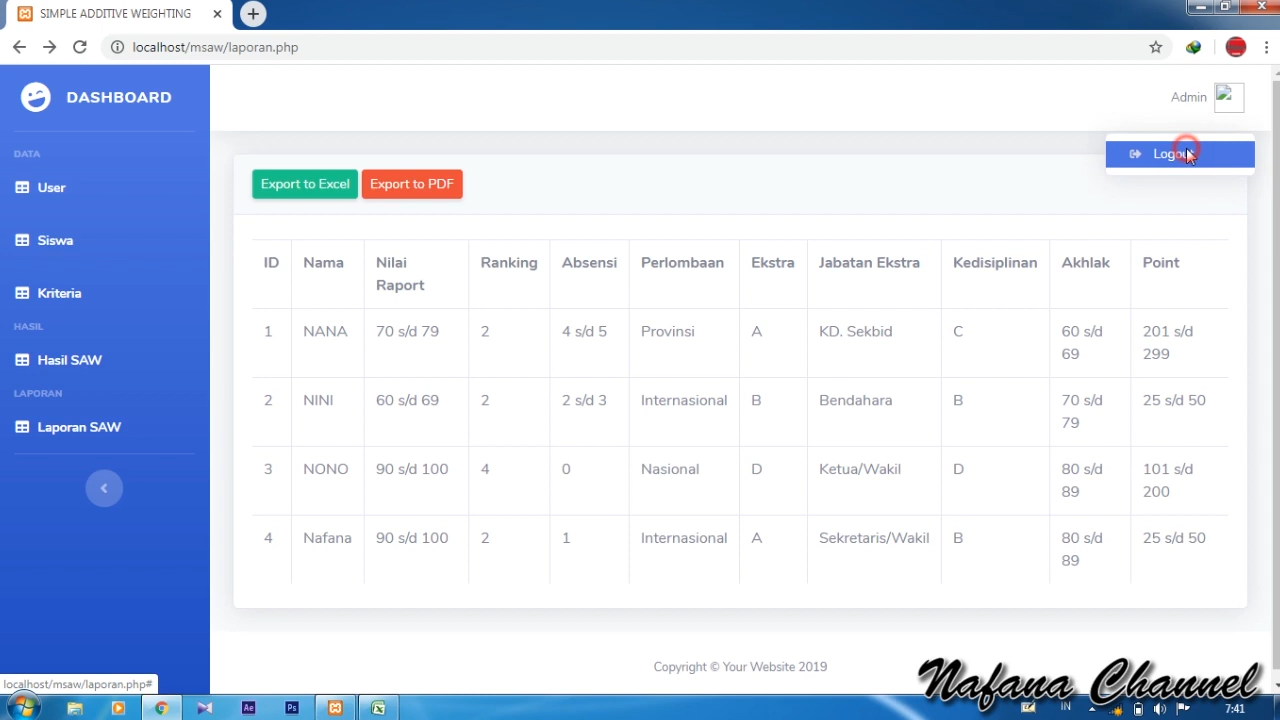 SIMPLE ADDITIVE WEIGHTING
localhost/msaw/laporan.php
DASHBOARD
Admin
DATA
User
Siswa
Kriteria
HASIL
Hasil SAW
LAPORAN
Laporan SAW
Logout
Export to Excel Export to PDF
ID Nama Nilai Raport Ranking Absensi Perlombaan Ekstra Jabatan Ekstra Kedisiplinan Akhlak Point
1 NANA 70 s/d 79 2 4 s/d 5 Provinsi A KD. Sekbid C 60 s/d 69 201 s/d 299
2 NINI 60 s/d 69 2 2 s/d 3 Internasional B Bendahara B 70 s/d 79 25 s/d 50
3 NONO 90 s/d 100 4 0 Nasional D Ketua/Wakil D 80 s/d 89 101 s/d 200
4 Nafana 90 s/d 100 2 1 Internasional A Sekretaris/Wakil B 80 s/d 89 25 s/d 50
Copyright © Your Website 2019
localhost/msaw/laporan.php#
Nafana Channel
Ae Ps IN 7:41